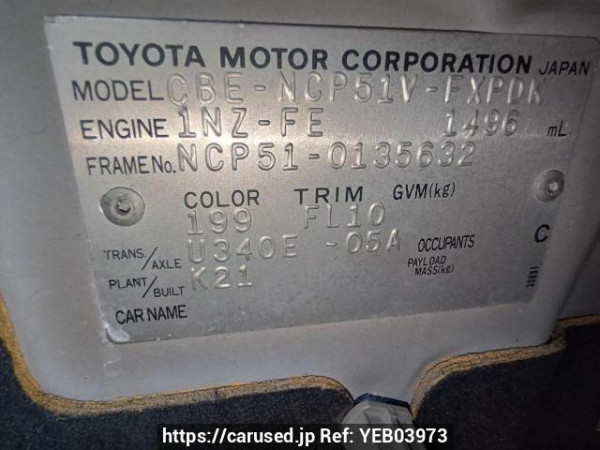 TOYOTA MOTOR CORPORATION JAPAN
MODEL CBE-NCP51V-FXPDK
ENGINE 1NZ-FE 1496 mL
FRAME No. NCP51-0135632
COLOR TRIM GVM(kg)
199 FL10
TRANS./AXLE U340E -05A OCCUPANTS C
PAYLOAD MASS(kg)
PLANT/BUILT K21
CAR NAME
https://carused.jp Ref: YEB03973